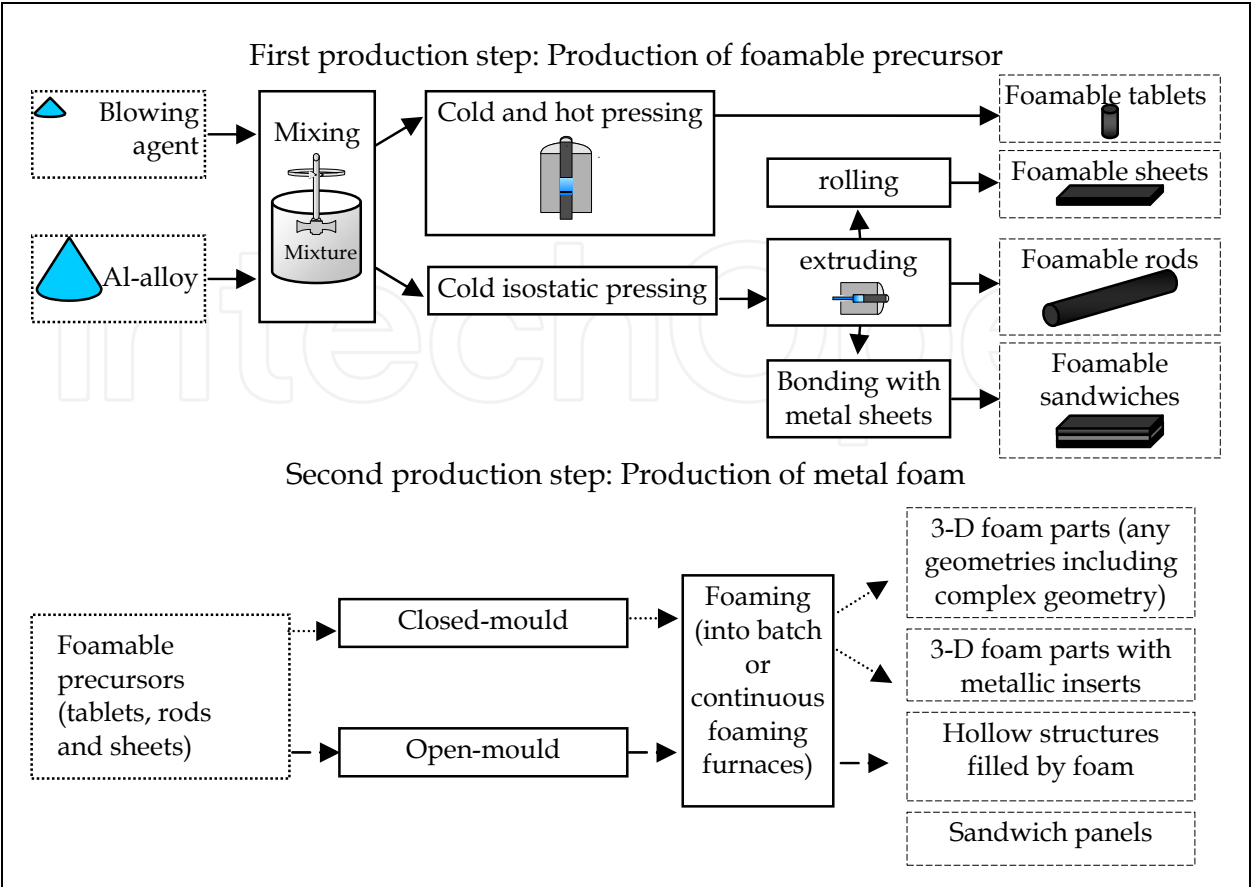 First production step: Production of foamable precursor
Blowing
agent
Al-alloy
Mixing
Mixture
Cold and hot pressing
Cold isostatic pressing
rolling
extruding
Bonding with
metal sheets
Foamable tablets
Foamable sheets
Foamable rods
Foamable
sandwiches
Second production step: Production of metal foam
Foamable
precursors
(tablets, rods
and sheets)
Closed-mould
Open-mould
Foaming
(into batch
or
continuous
foaming
furnaces)
3-D foam parts (any
geometries including
complex geometry)
3-D foam parts with
metallic inserts
Hollow structures
filled by foam
Sandwich panels